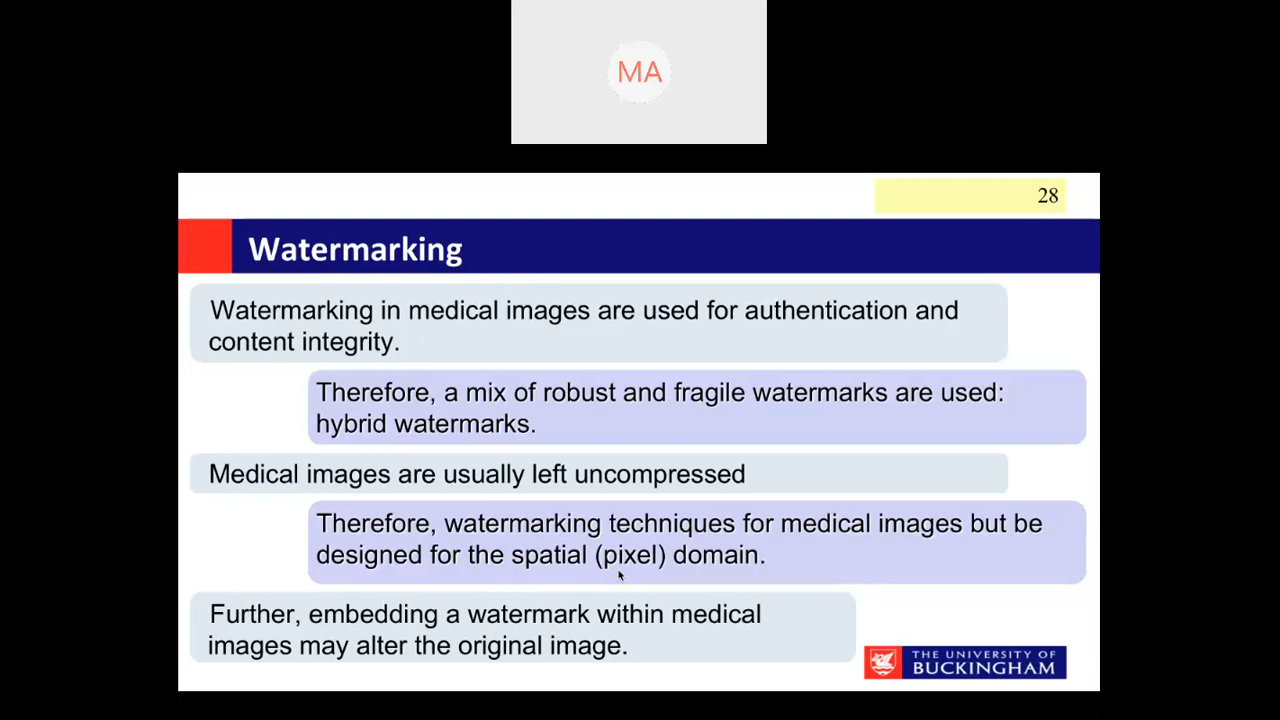 MA
28
Watermarking
Watermarking in medical images are used for authentication and
content integrity.
Therefore, a mix of robust and fragile watermarks are used:
hybrid watermarks.
Medical images are usually left uncompressed
Therefore, watermarking techniques for medical images but be
designed for the spatial (pixel) domain.
Further, embedding a watermark within medical
images may alter the original image.
THE UNIVERSITY OF
BUCKINGHAM